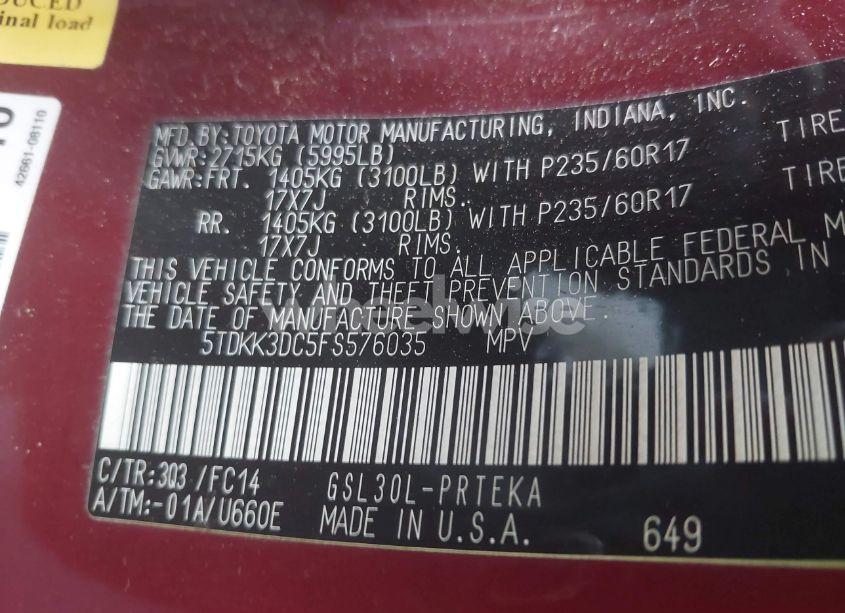 UCED
inal load
42661-08110
MFD. BY: TOYOTA MOTOR MANUFACTURING, INDIANA, INC.
GVWR: 2715KG (5995LB)
GAWR: FRT. 1405KG (3100LB) WITH P235/60R17 TIRE
17X7J RIMS.
RR. 1405KG (3100LB) WITH P235/60R17 TIRE
17X7J RIMS.
THIS VEHICLE CONFORMS TO ALL APPLICABLE FEDERAL M
VEHICLE SAFETY AND THEFT PREVENTION STANDARDS IN
THE DATE OF MANUFACTURE SHOWN ABOVE.
wheelwise
5TDKK3DC5FS576035 MPV
C/TR: 3Q3 /FC14 GSL30L-PRTEKA
A/TM:-01A/U660E MADE IN U.S.A. 649